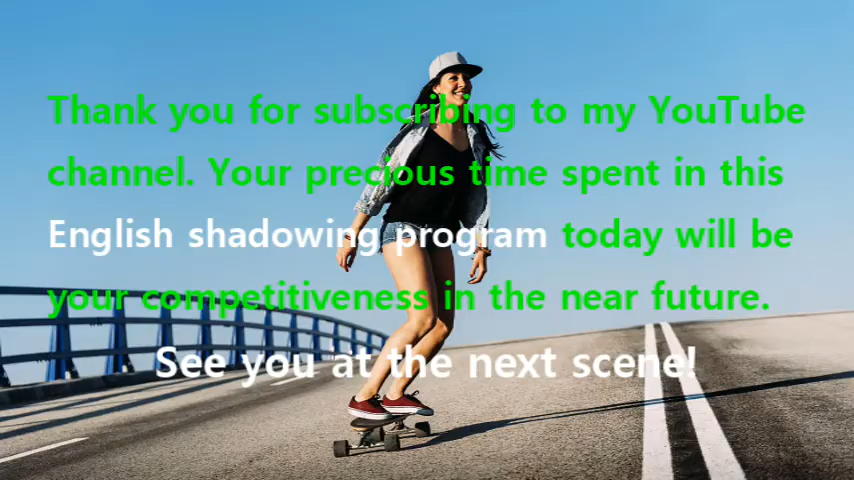 Thank you for subscribing to my YouTube
channel. Your precious time spent in this
English shadowing program today will be
your competitiveness in the near future.
See you at the next scene!